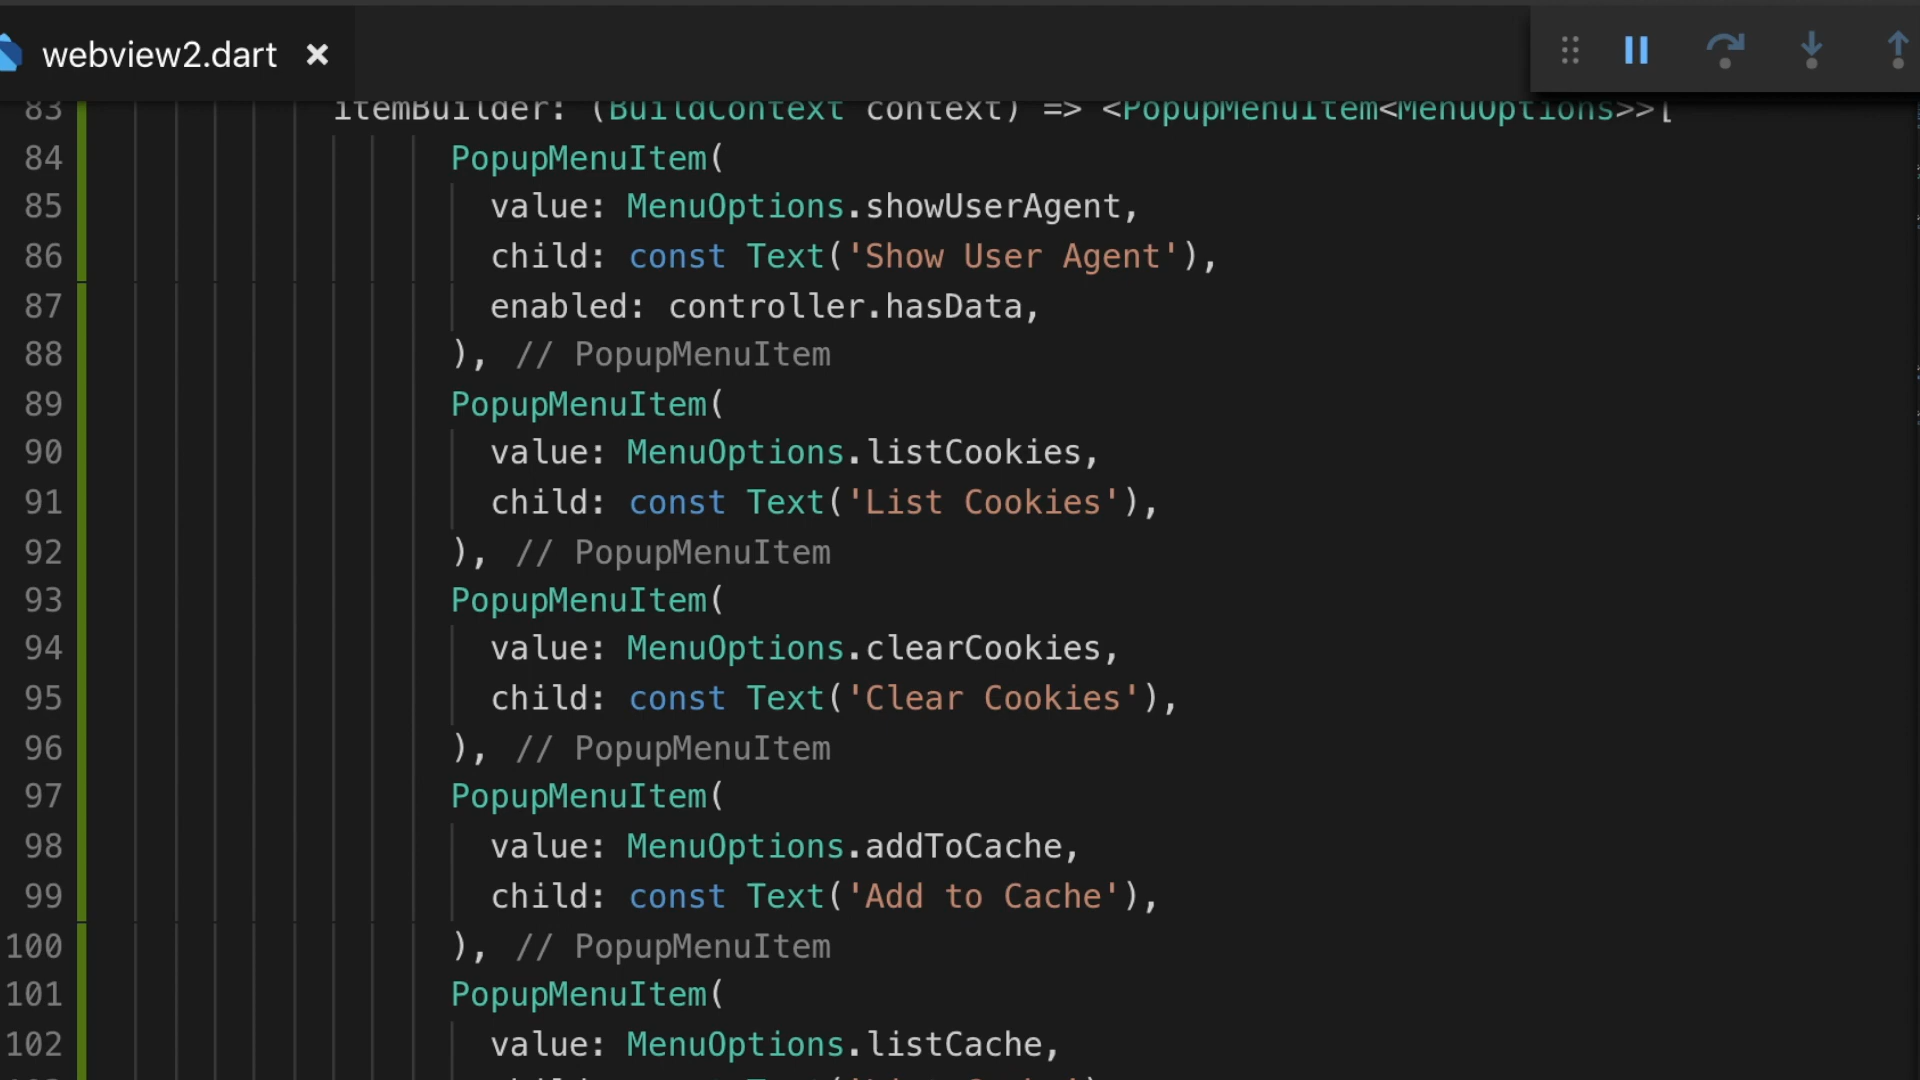 webview2.dart ×
83 itemBuilder: (BuildContext context) => <PopupMenuItem<MenuOptions>>[
84 PopupMenuItem(
85 value: MenuOptions.showUserAgent,
86 child: const Text('Show User Agent'),
87 enabled: controller.hasData,
88 ), // PopupMenuItem
89 PopupMenuItem(
90 value: MenuOptions.listCookies,
91 child: const Text('List Cookies'),
92 ), // PopupMenuItem
93 PopupMenuItem(
94 value: MenuOptions.clearCookies,
95 child: const Text('Clear Cookies'),
96 ), // PopupMenuItem
97 PopupMenuItem(
98 value: MenuOptions.addToCache,
99 child: const Text('Add to Cache'),
100 ), // PopupMenuItem
101 PopupMenuItem(
102 value: MenuOptions.listCache,